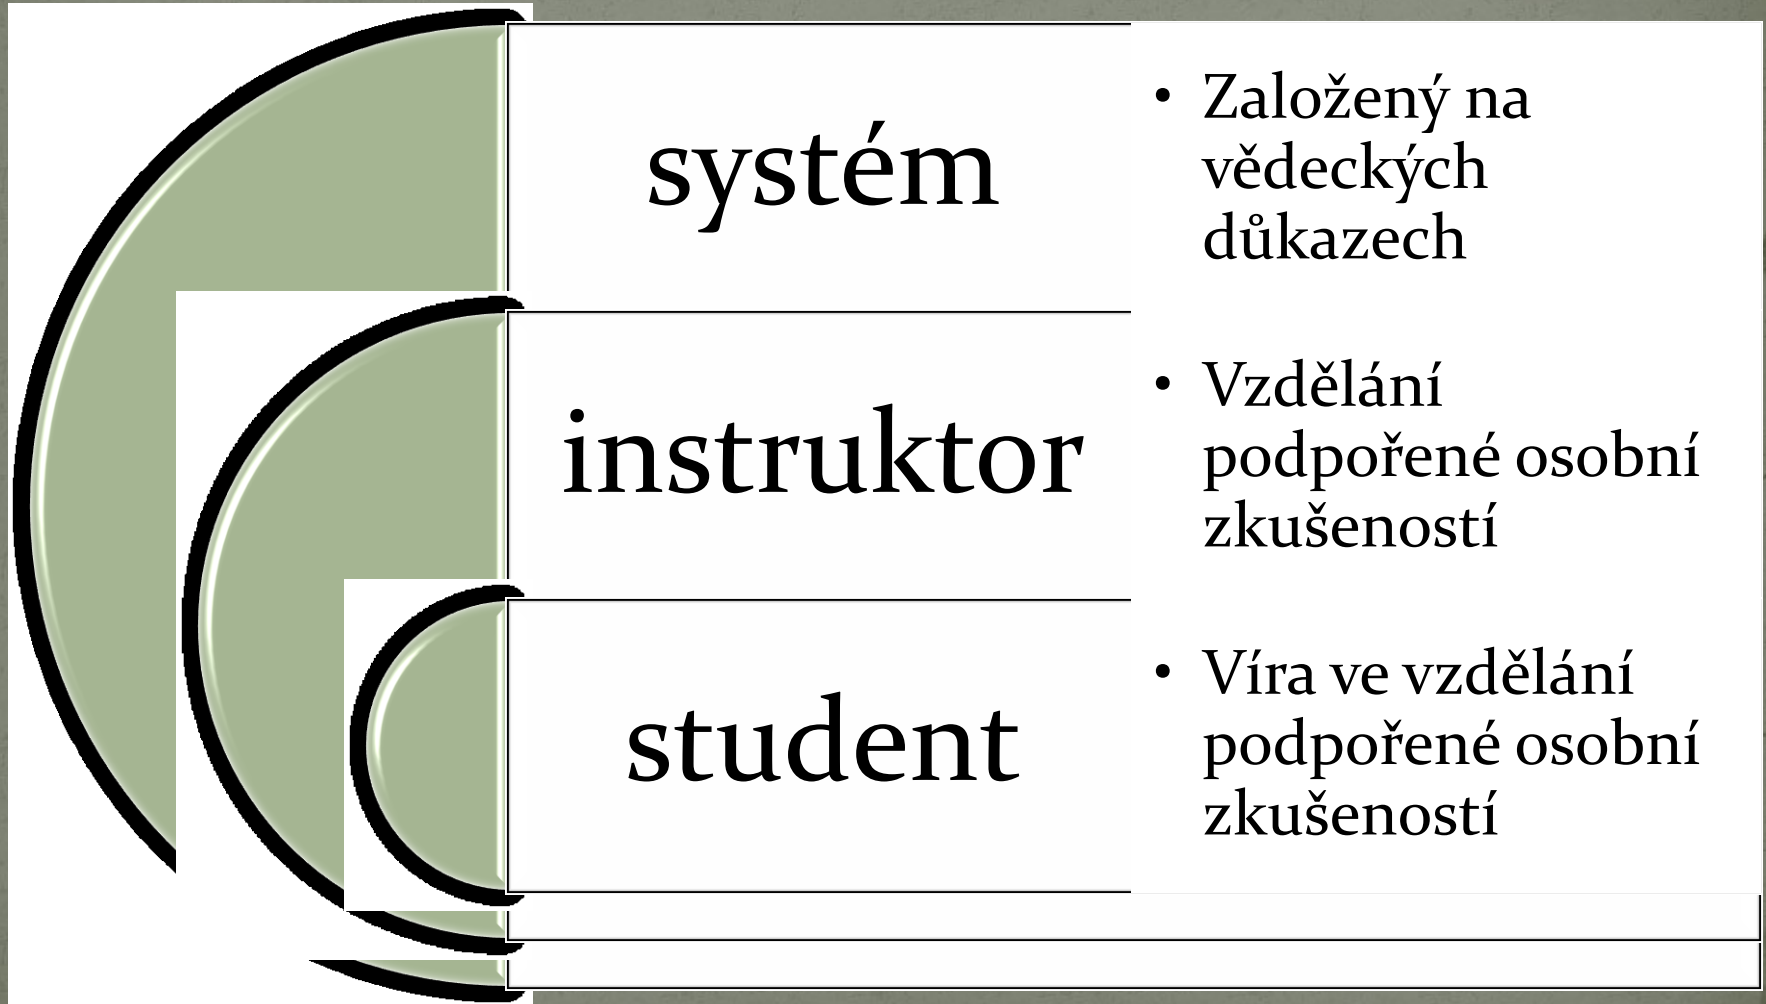 systém
• Založený na
vědeckých
důkazech
instruktor
• Vzdělání
podpořené osobní
zkušeností
student
• Víra ve vzdělání
podpořené osobní
zkušeností